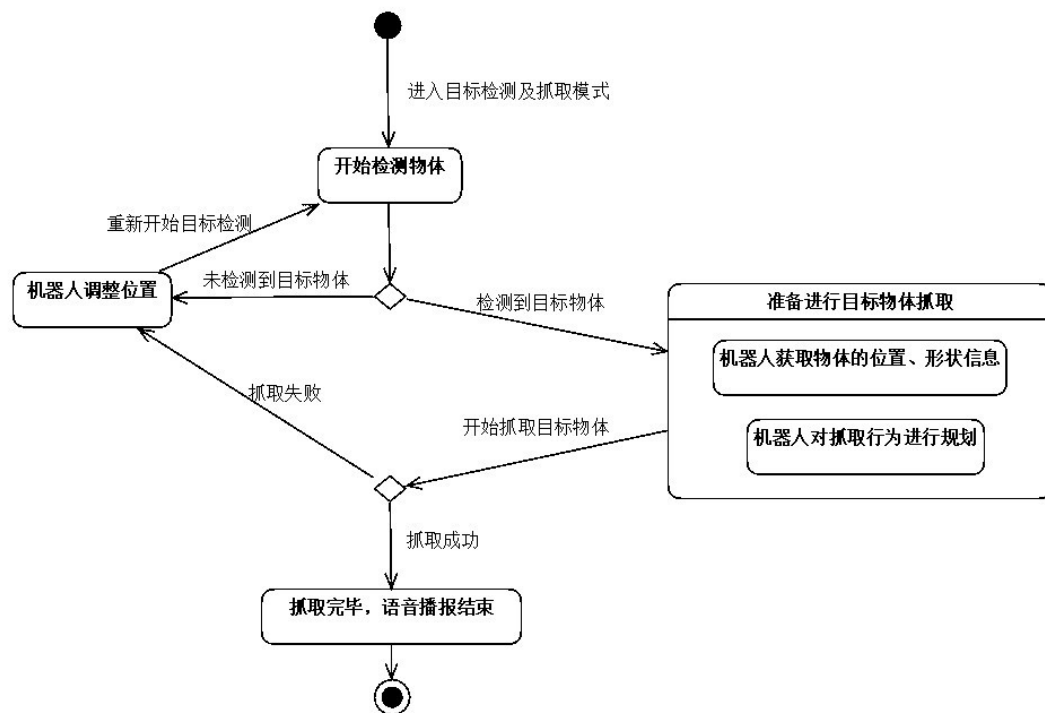 进入目标检测及抓取模式
开始检测物体
重新开始目标检测
机器人调整位置
未检测到目标物体
检测到目标物体
准备进行目标物体抓取
机器人获取物体的位置、形状信息
抓取失败
开始抓取目标物体
机器人对抓取行为进行规划
抓取成功
抓取完毕，语音播报结束